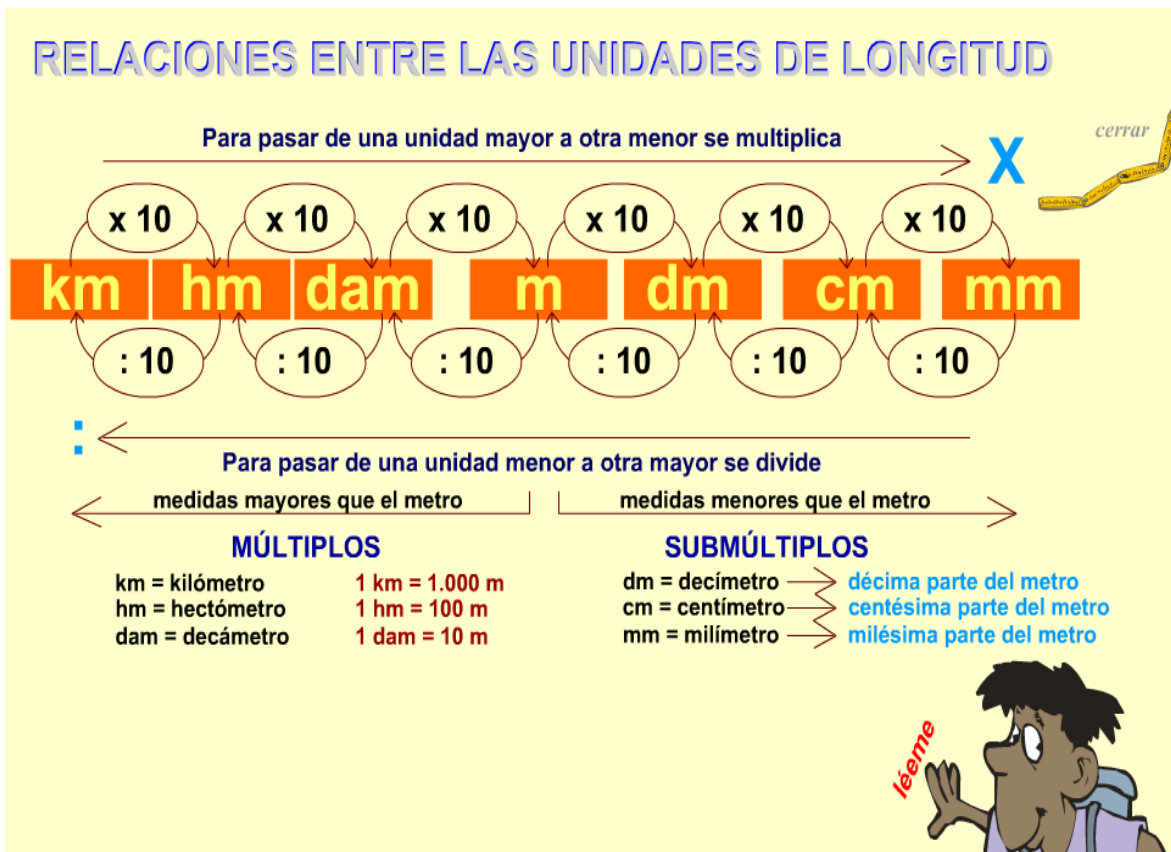 RELACIONES ENTRE LAS UNIDADES DE LONGITUD
Para pasar de una unidad mayor a otra menor se multiplica
X
cerrar
x 10 x 10 x 10 x 10 x 10 x 10
km hm dam m dm cm mm
: 10 : 10 : 10 : 10 : 10 : 10
:
Para pasar de una unidad menor a otra mayor se divide
medidas mayores que el metro
MÚLTIPLOS
km = kilómetro 1 km = 1.000 m
hm = hectómetro 1 hm = 100 m
dam = decámetro 1 dam = 10 m
medidas menores que el metro
SUBMÚLTIPLOS
dm = decímetro décima parte del metro
cm = centímetro centésima parte del metro
mm = milímetro milésima parte del metro
léeme